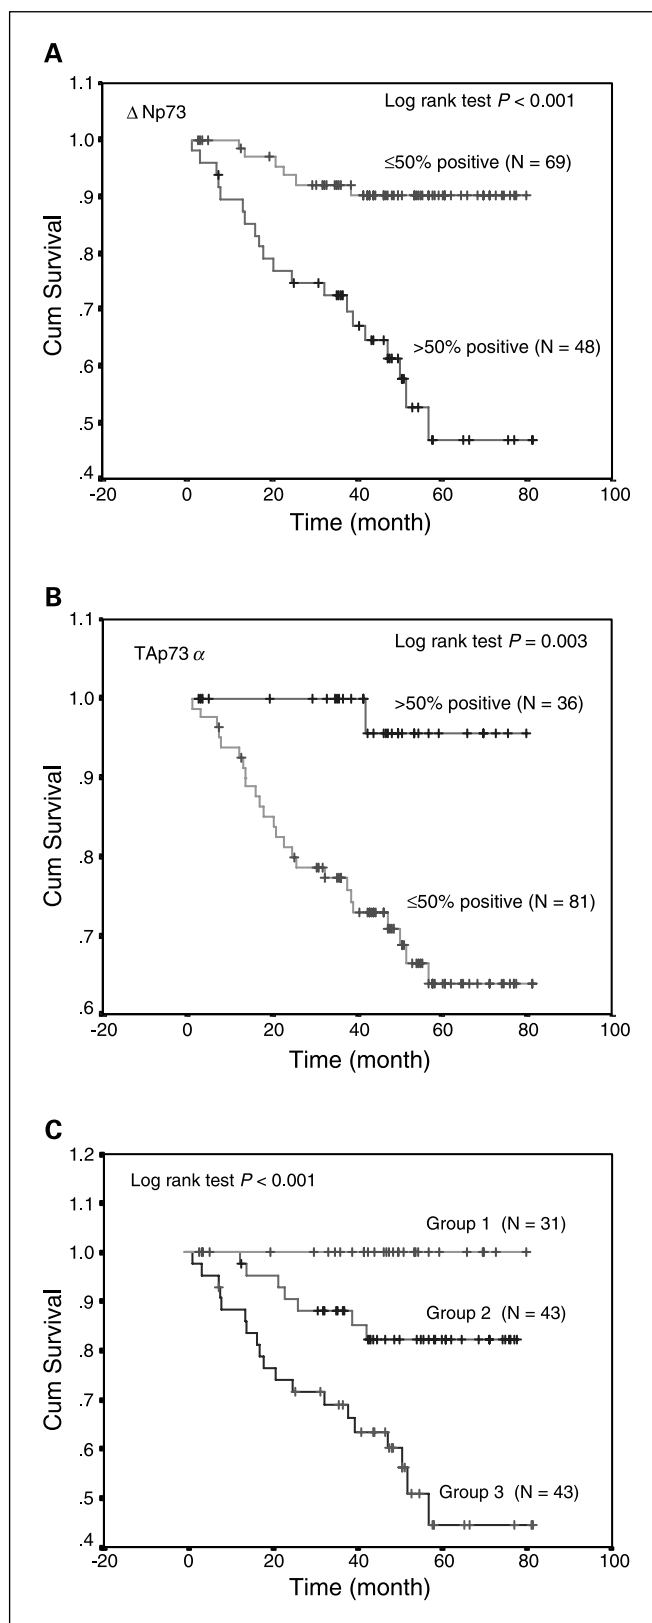 A
1.1
Δ Np73
Log rank test P < 0.001
1.0
≤50% positive (N = 69)
.9
.8
.7
>50% positive (N = 48)
.6
.5
.4
-20 0 20 40 60 80 100
Cum Survival
Time (month)
B
1.1
TAp73 α
Log rank test P = 0.003
1.0
>50% positive (N = 36)
.9
.8
≤50% positive (N = 81)
.7
.6
-20 0 20 40 60 80 100
Cum Survival
Time (month)
C
1.2
Log rank test P < 0.001
1.1
Group 1 (N = 31)
1.0
.9
Group 2 (N = 43)
.8
.7
.6
.5
Group 3 (N = 43)
.4
-20 0 20 40 60 80 100
Cum Survival
Time (month)